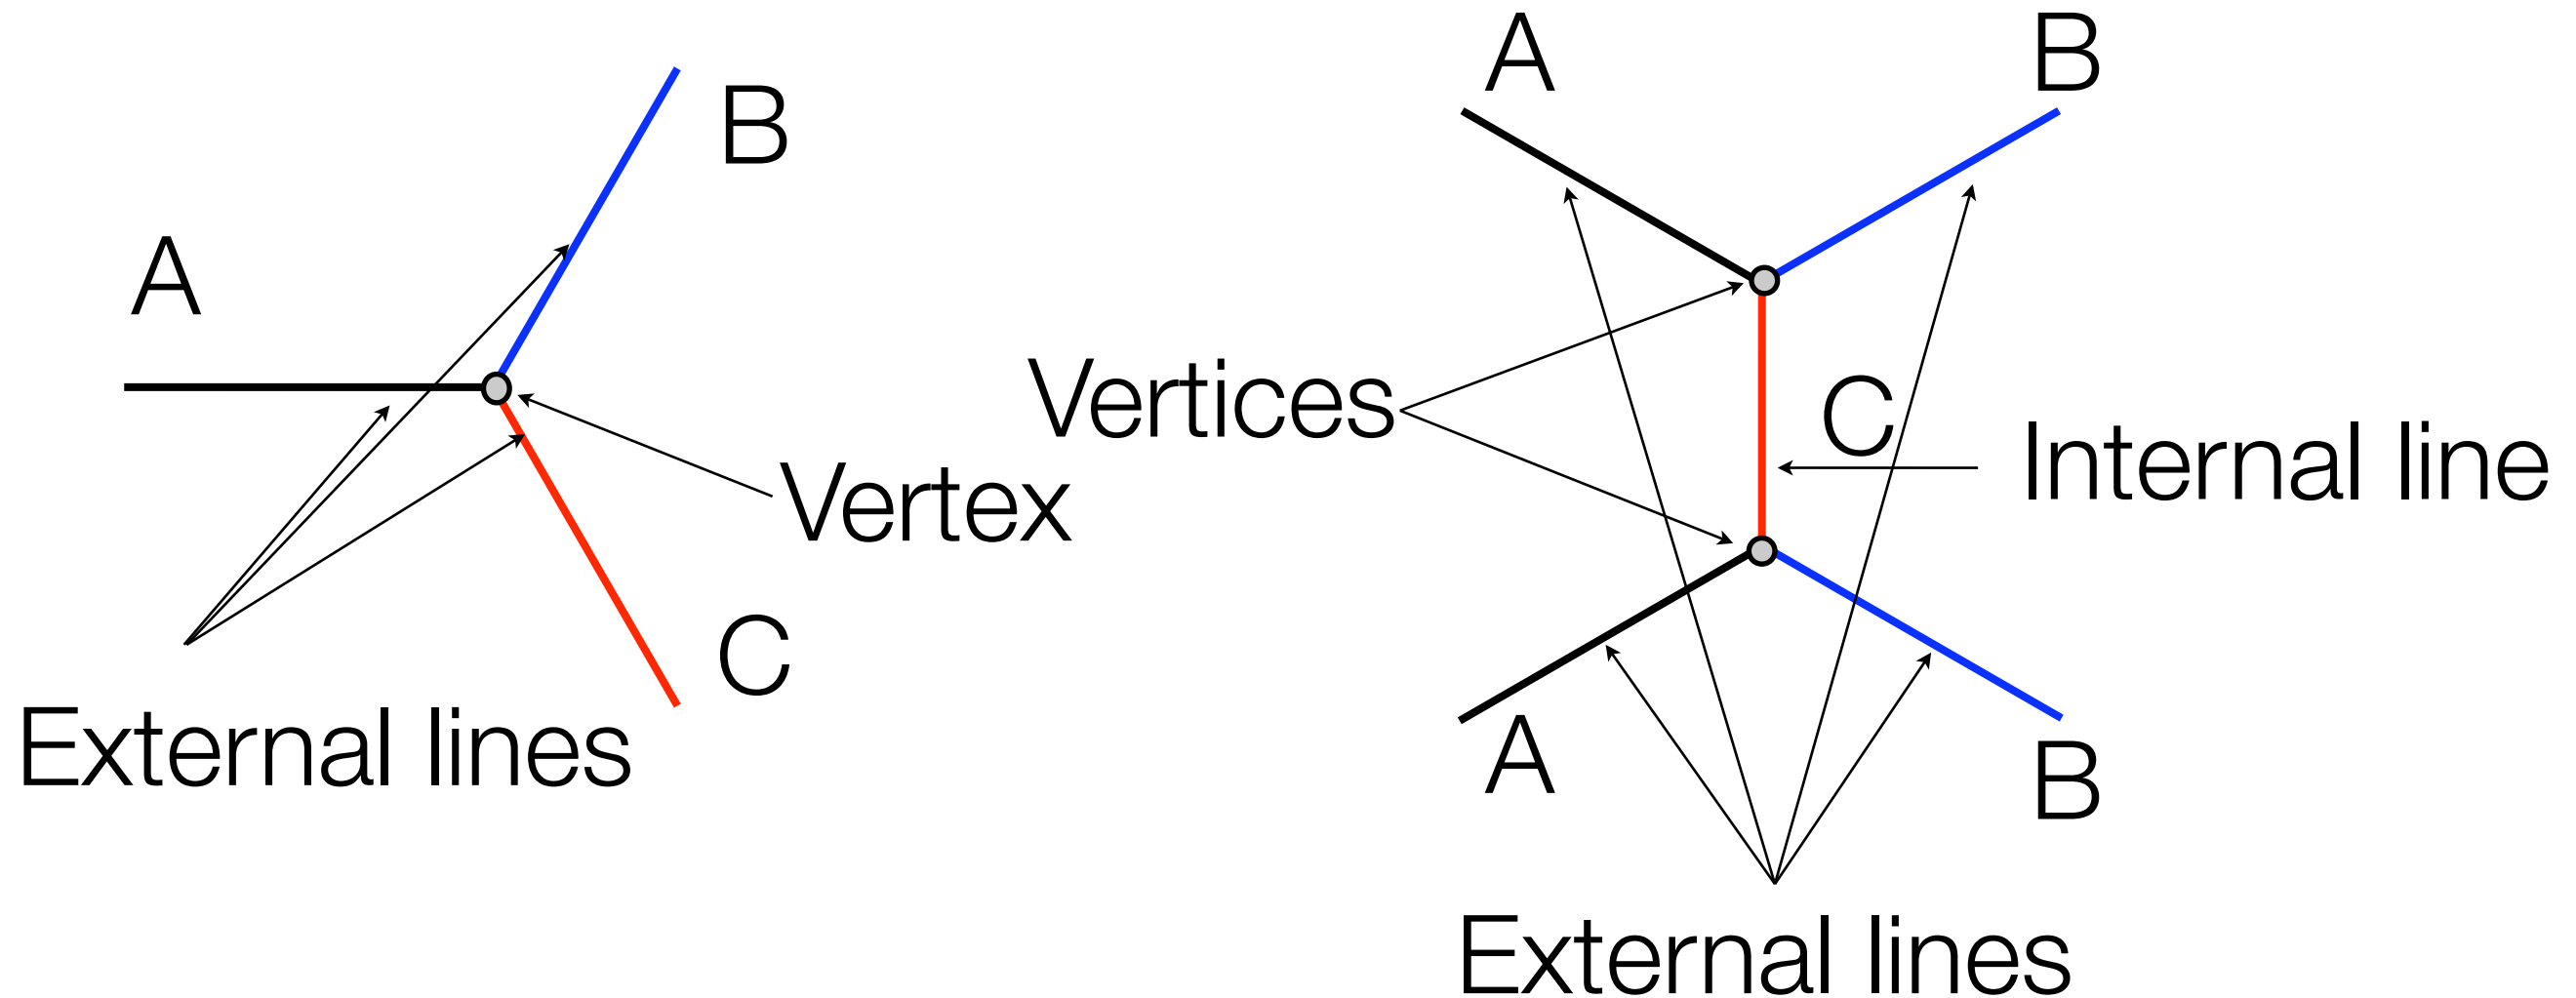 A
B
Vertex
C
External lines
A
B
Vertices
C
Internal line
A
B
External lines